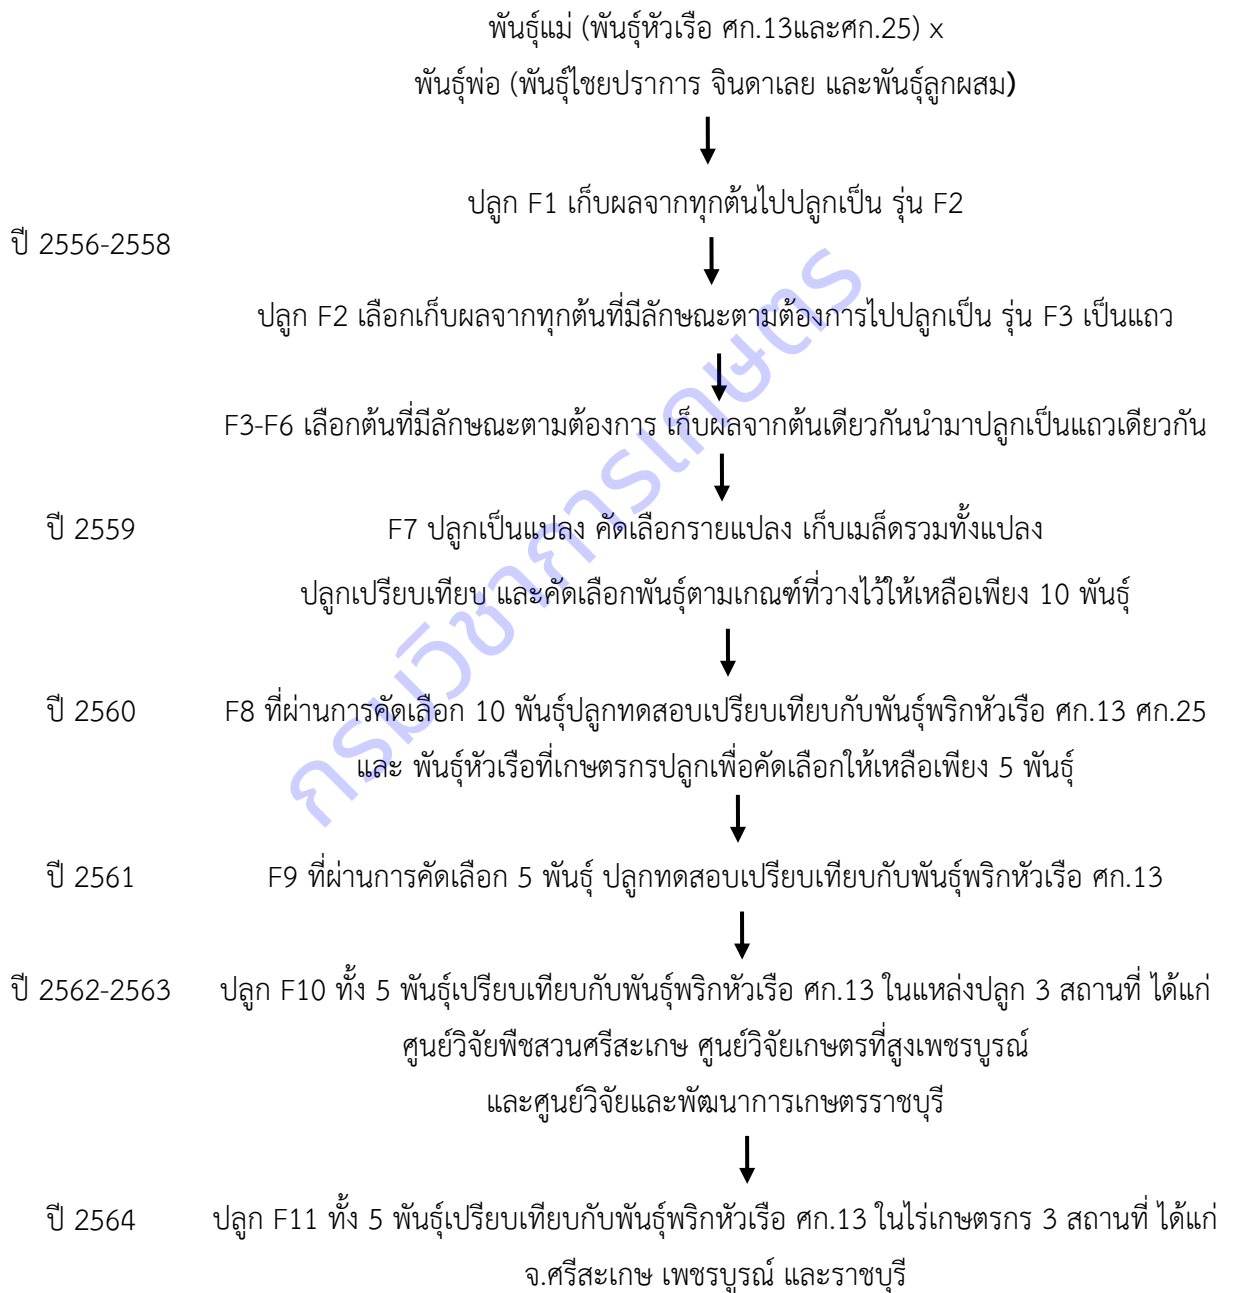 พันธุ์แม่ (พันธุ์หัวเรือ ศก.13และศก.25) x
พันธุ์พ่อ (พันธุ์ไชยปราการ จินดาเลย และพันธุ์ลูกผสม)
ปลูก F1 เก็บผลจากทุกต้นไปปลูกเป็น รุ่น F2
ปี 2556-2558
ปลูก F2 เลือกเก็บผลจากทุกต้นที่มีลักษณะตามต้องการไปปลูกเป็น รุ่น F3 เป็นแถว
F3-F6 เลือกต้นที่มีลักษณะตามต้องการ เก็บผลจากต้นเดียวกันนำมาปลูกเป็นแถวเดียวกัน
ปี 2559 F7 ปลูกเป็นแปลง คัดเลือกรายแปลง เก็บเมล็ดรวมทั้งแปลง
ปลูกเปรียบเทียบ และคัดเลือกพันธุ์ตามเกณฑ์ที่วางไว้ให้เหลือเพียง 10 พันธุ์
ปี 2560 F8 ที่ผ่านการคัดเลือก 10 พันธุ์ปลูกทดสอบเปรียบเทียบกับพันธุ์พริกหัวเรือ ศก.13 ศก.25
และ พันธุ์หัวเรือที่เกษตรกรปลูกเพื่อคัดเลือกให้เหลือเพียง 5 พันธุ์
ปี 2561 F9 ที่ผ่านการคัดเลือก 5 พันธุ์ ปลูกทดสอบเปรียบเทียบกับพันธุ์พริกหัวเรือ ศก.13
ปี 2562-2563 ปลูก F10 ทั้ง 5 พันธุ์เปรียบเทียบกับพันธุ์พริกหัวเรือ ศก.13 ในแหล่งปลูก 3 สถานที่ ได้แก่
ศูนย์วิจัยพืชสวนศรีสะเกษ ศูนย์วิจัยเกษตรที่สูงเพชรบูรณ์
และศูนย์วิจัยและพัฒนาการเกษตรราชบุรี
ปี 2564 ปลูก F11 ทั้ง 5 พันธุ์เปรียบเทียบกับพันธุ์พริกหัวเรือ ศก.13 ในไร่เกษตรกร 3 สถานที่ ได้แก่
จ.ศรีสะเกษ เพชรบูรณ์ และราชบุรี
กรมวิชาการเกษตร